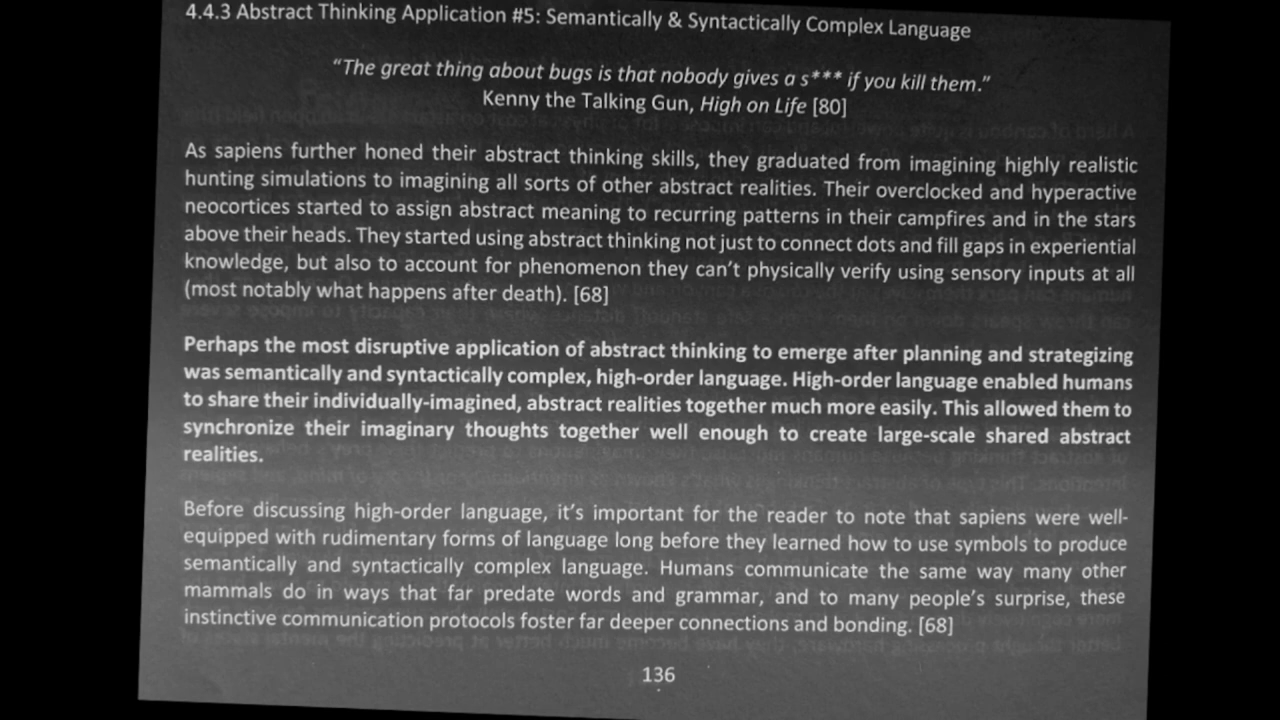 4.4.3 Abstract Thinking Application #5: Semantically & Syntactically Complex Language
“The great thing about bugs is that nobody gives a s*** if you kill them.”
Kenny the Talking Gun, High on Life [80]
As sapiens further honed their abstract thinking skills, they graduated from imagining highly realistic
hunting simulations to imagining all sorts of other abstract realities. Their overclocked and hyperactive
neocortices started to assign abstract meaning to recurring patterns in their campfires and in the stars
above their heads. They started using abstract thinking not just to connect dots and fill gaps in experiential
knowledge, but also to account for phenomenon they can’t physically verify using sensory inputs at all
(most notably what happens after death). [68]
Perhaps the most disruptive application of abstract thinking to emerge after planning and strategizing
was semantically and syntactically complex, high-order language. High-order language enabled humans
to share their individually-imagined, abstract realities together much more easily. This allowed them to
synchronize their imaginary thoughts together well enough to create large-scale shared abstract
realities.
Before discussing high-order language, it’s important for the reader to note that sapiens were well-
equipped with rudimentary forms of language long before they learned how to use symbols to produce
semantically and syntactically complex language. Humans communicate the same way many other
mammals do in ways that far predate words and grammar, and to many people’s surprise, these
instinctive communication protocols foster far deeper connections and bonding. [68]
136